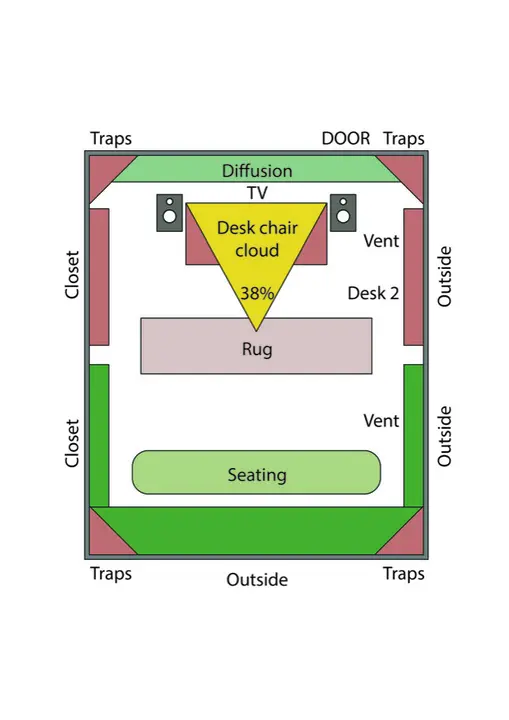 Traps
DOOR Traps
Diffusion
TV
Desk chair
cloud
Vent
Closet
Outside
38%
Desk 2
Rug
Vent
Closet
Outside
Seating
Traps
Outside
Traps